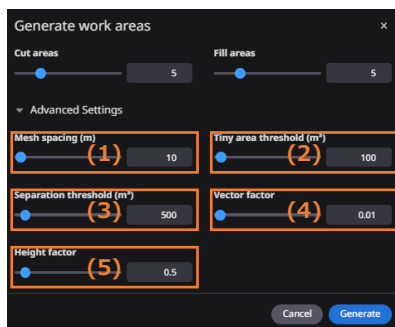 Generate work areas ×
Cut areas Fill areas
5 5
Advanced Settings
Mesh spacing (m) Tiny area threshold (m²)
(1) 10 (2) 100
Separation threshold (m³) Vector factor
(3) 500 (4) 0.01
Height factor
(5) 0.5
Cancel Generate